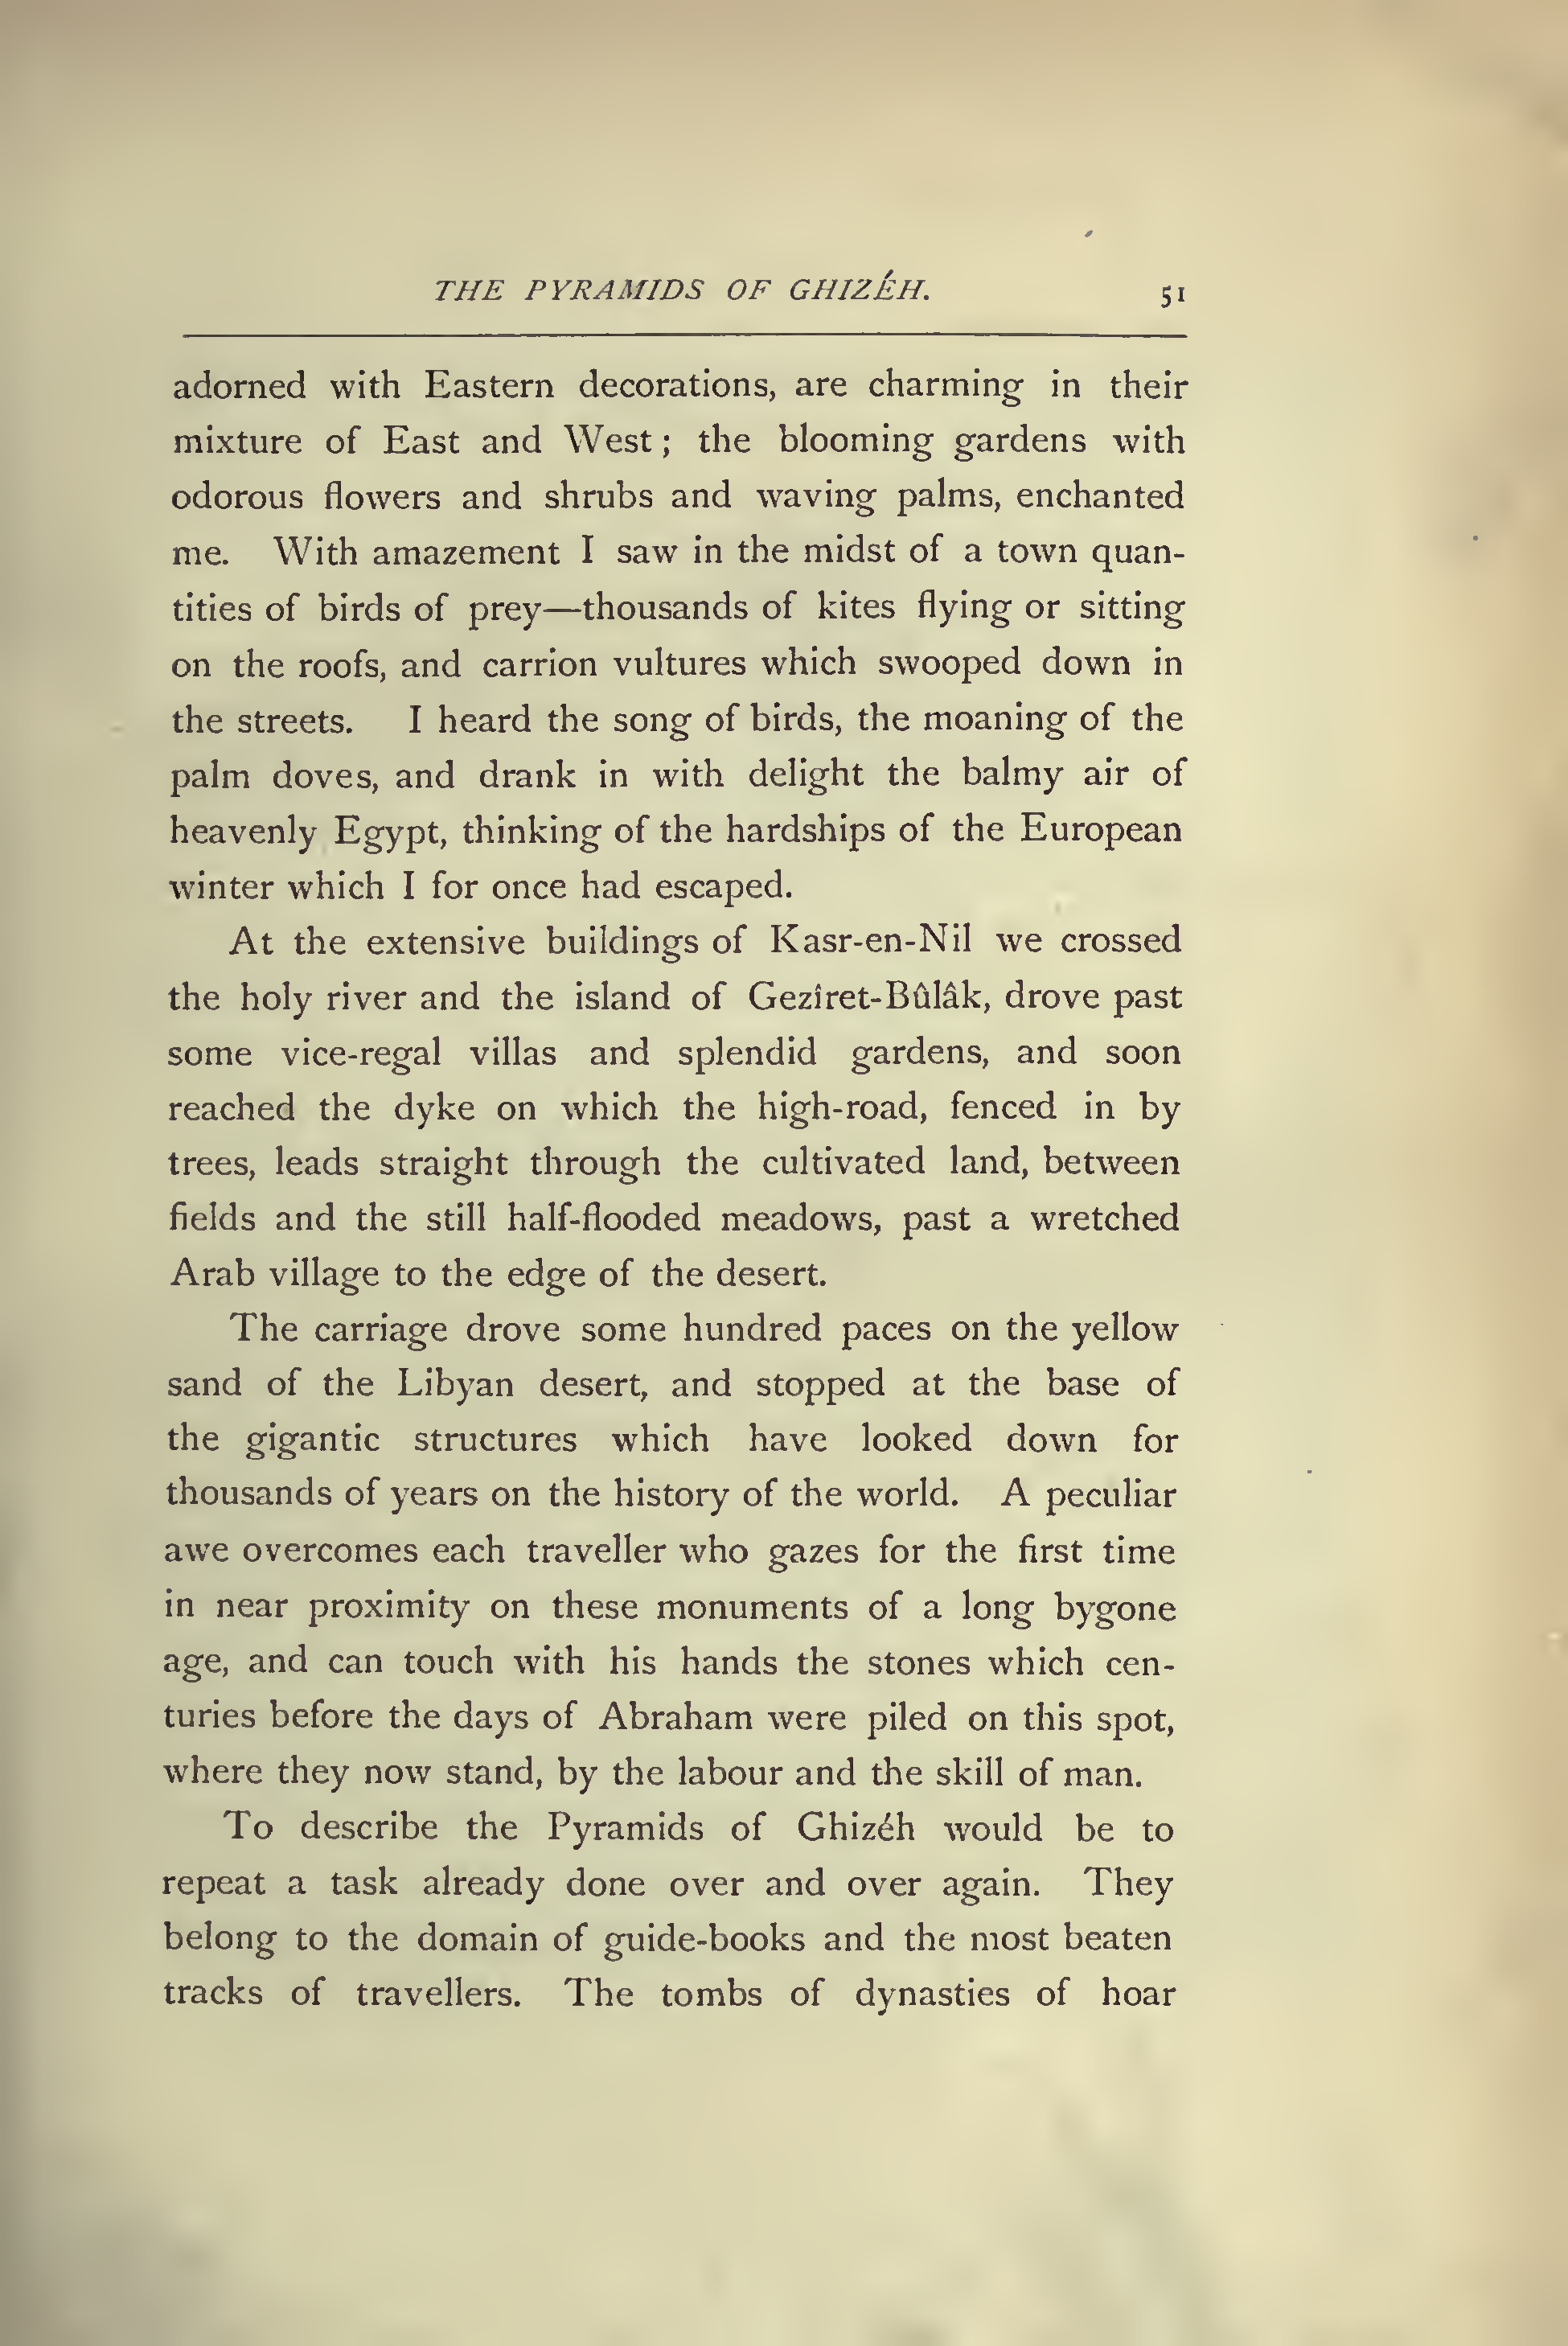 THE PYRAMIDS OF GHIZÉH. 51
adorned with Eastern decorations, are charming in their
mixture of East and West; the blooming gardens with
odorous flowers and shrubs and waving palms, enchanted
me. With amazement I saw in the midst of a town quan-
tities of birds of prey—thousands of kites flying or sitting
on the roofs, and carrion vultures which swooped down in
the streets. I heard the song of birds, the moaning of the
palm doves, and drank in with delight the balmy air of
heavenly Egypt, thinking of the hardships of the European
winter which I for once had escaped.
At the extensive buildings of Kasr-en-Nil we crossed
the holy river and the island of Gezîret-Bûlâk, drove past
some vice-regal villas and splendid gardens, and soon
reached the dyke on which the high-road, fenced in by
trees, leads straight through the cultivated land, between
fields and the still half-flooded meadows, past a wretched
Arab village to the edge of the desert.
The carriage drove some hundred paces on the yellow
sand of the Libyan desert, and stopped at the base of
the gigantic structures which have looked down for
thousands of years on the history of the world. A peculiar
awe overcomes each traveller who gazes for the first time
in near proximity on these monuments of a long bygone
age, and can touch with his hands the stones which cen-
turies before the days of Abraham were piled on this spot,
where they now stand, by the labour and the skill of man.
To describe the Pyramids of Ghizéh would be to
repeat a task already done over and over again. They
belong to the domain of guide-books and the most beaten
tracks of travellers. The tombs of dynasties of hoar